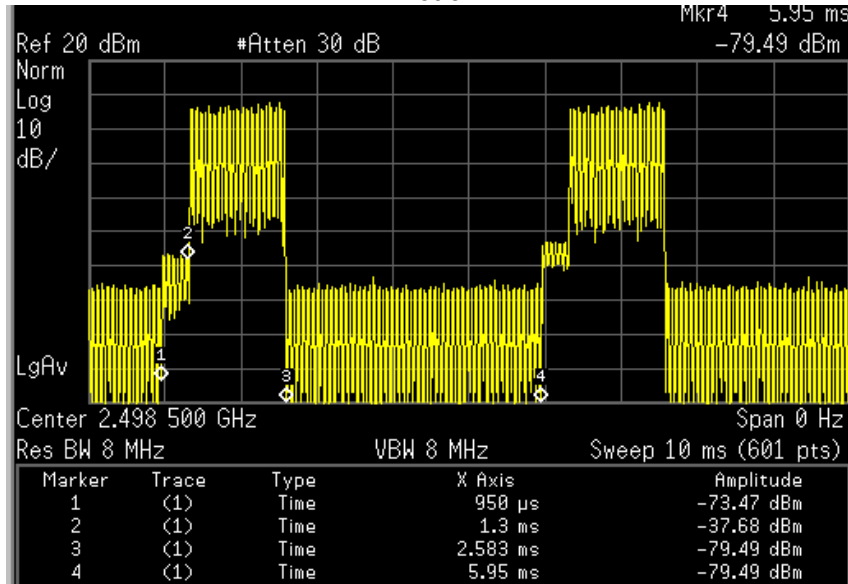 Mkr4 5.95 ms
Ref 20 dBm #Atten 30 dB -79.49 dBm
Norm
Log
10
dB/
2
1
3
4
LgAv
Center 2.498 500 GHz Span 0 Hz
Res BW 8 MHz VBW 8 MHz Sweep 10 ms (601 pts)
Marker Trace Type X Axis Amplitude
1 (1) Time 950 µs -73.47 dBm
2 (1) Time 1.3 ms -37.68 dBm
3 (1) Time 2.583 ms -79.49 dBm
4 (1) Time 5.95 ms -79.49 dBm